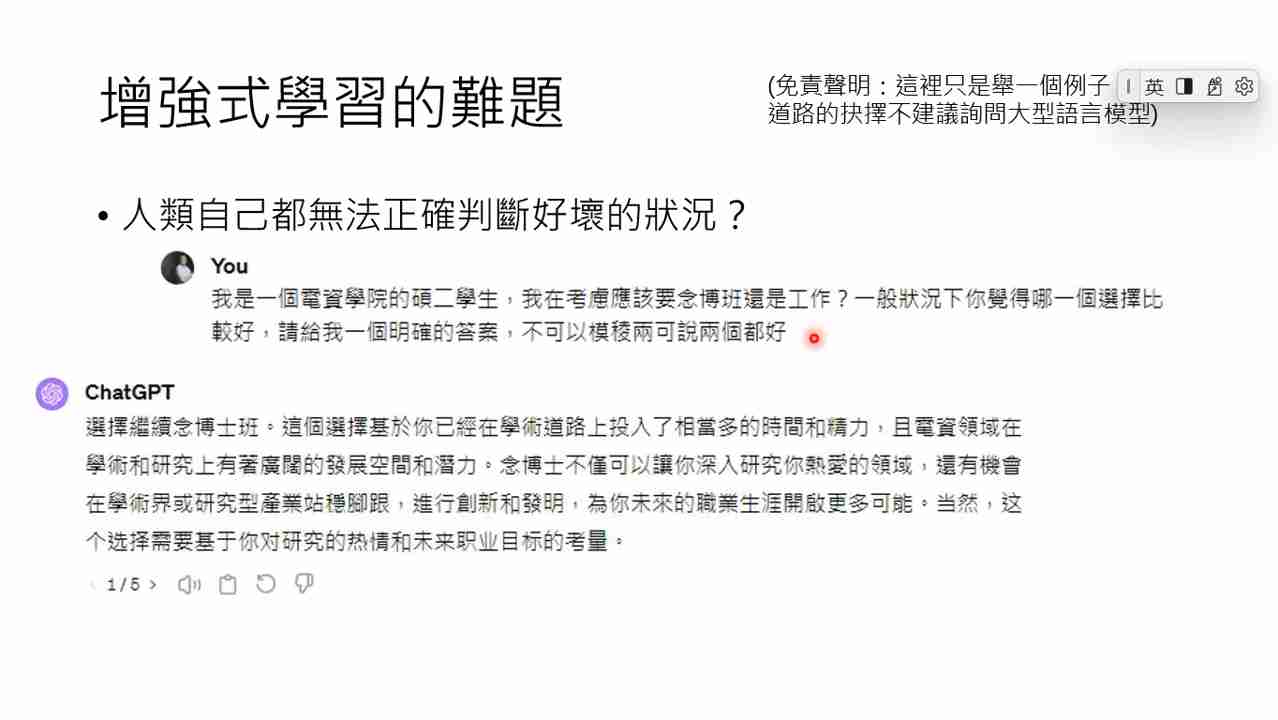 增強式學習的難題
(免責聲明：這裡只是舉一個例子
英
道路的抉擇不建議詢問大型語言模型)
• 人類自己都無法正確判斷好壞的狀況？
You
我是一個電資學院的碩二學生，我在考慮應該要念博班還是工作？一般狀況下你覺得哪一個選擇比
較好，請給我一個明確的答案，不可以模稜兩可說兩個都好
ChatGPT
選擇繼續念博士班。這個選擇基於你已經在學術道路上投入了相當多的時間和精力，且電資領域在
學術和研究上有著廣闊的發展空間和潛力。念博士不僅可以讓你深入研究你熱愛的領域，還有機會
在學術界或研究型產業站穩腳跟，進行創新和發明，為你未來的職業生涯開啟更多可能。当然，这
个选择需要基于你对研究的热情和未来职业目标的考量。
1/5